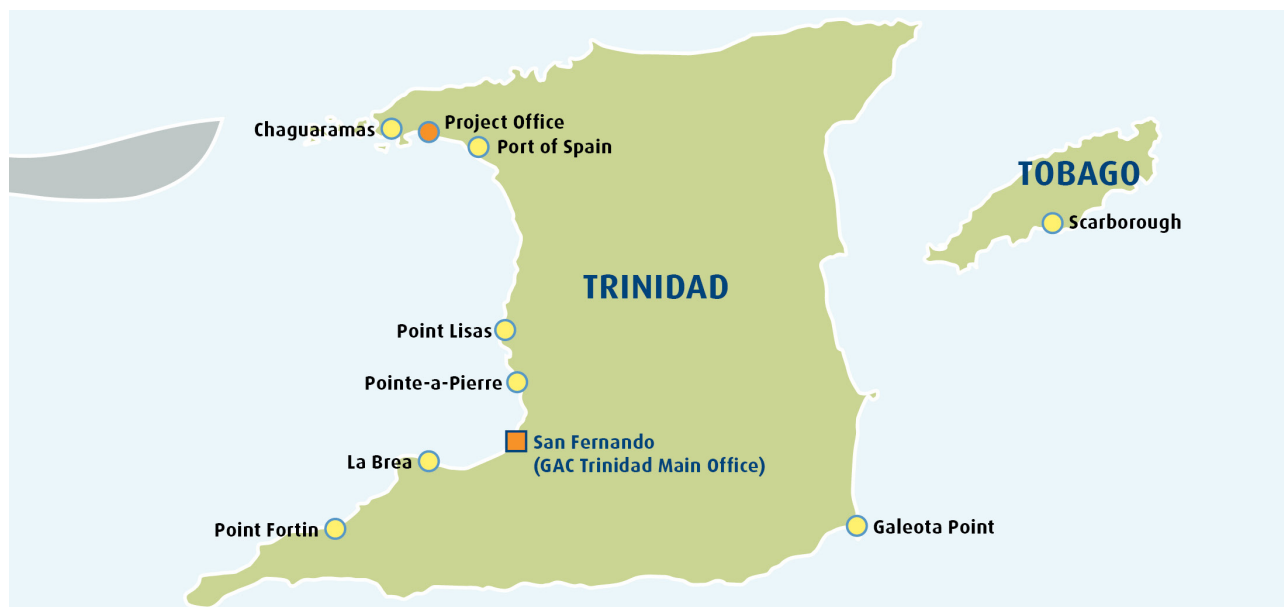 Chaguaramas
Project Office
Port of Spain
TOBAGO
Scarborough
TRINIDAD
Point Lisas
Pointe-a-Pierre
San Fernando
(GAC Trinidad Main Office)
La Brea
Point Fortin
Galeota Point